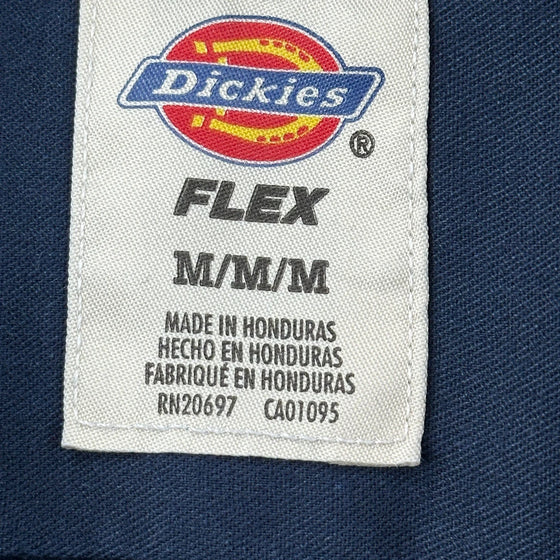 Dickies
®
FLEX
M/M/M
MADE IN HONDURAS
HECHO EN HONDURAS
FABRIQUÉ EN HONDURAS
RN20697 CA01095